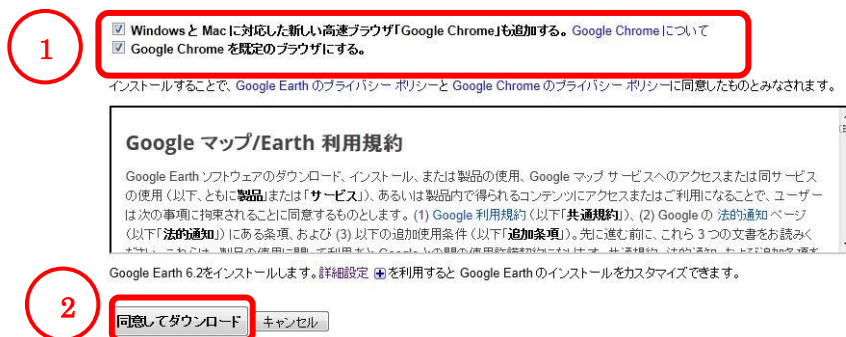 1
WindowsとMacに対応した新しい高速ブラウザ「Google Chrome」も追加する。Google Chromeについて
Google Chrome を既定のブラウザにする。
インストールすることで、Google Earth のプライバシー ポリシーと Google Chrome のプライバシー ポリシーに同意したものとみなされます。
Google マップ/Earth 利用規約
Google Earth ソフトウェアのダウンロード、インストール、または製品の使用、Google マップ サービスへのアクセスまたは同サービス
の使用（以下、ともに製品」または「サービス」）、あるいは製品内で得られるコンテンツにアクセスまたはご利用になることで、ユーザー
は次の事項に拘束されることに同意するものとします。(1) Google 利用規約（以下「共通規約」）、(2) Google の 法的通知 ページ
（以下「法的通知」）にある条項、および (3) 以下の追加使用条件（以下「追加条項」）。先に進む前に、これら 3 つの文書をお読みく
Google Earth 6.2をインストールします。詳細設定 を利用すると Google Earth のインストールをカスタマイズできます。
2
同意してダウンロード キャンセル